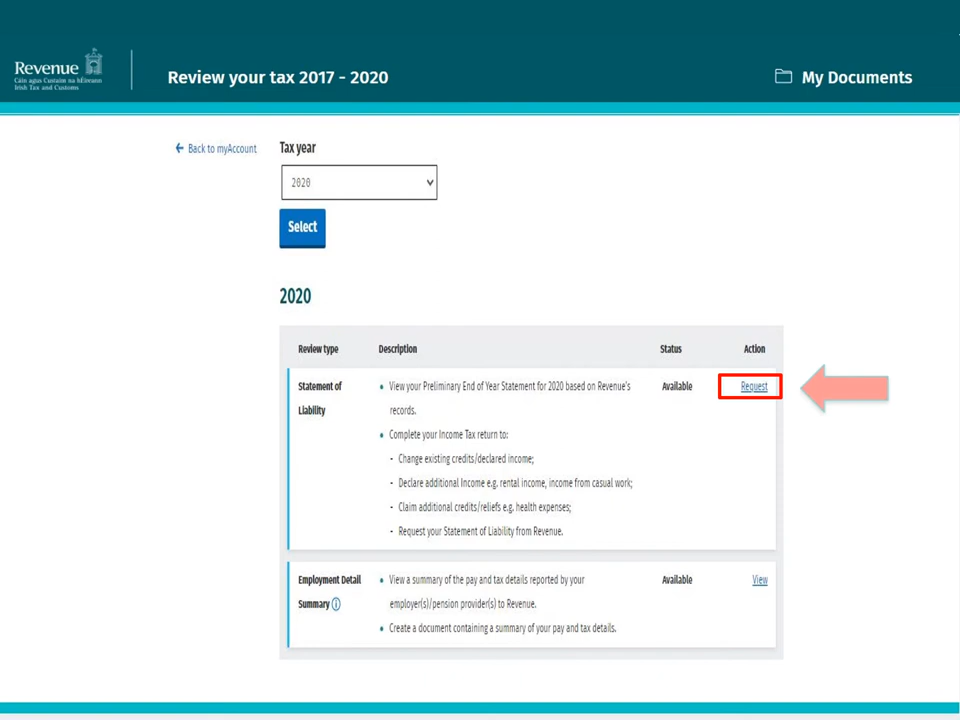 Revenue
Cáin agus Custaim na hÉireann
Irish Tax and Customs
Review your tax 2017 - 2020
My Documents
← Back to myAccount
Tax year
2020
Select
2020
Review type Description Status Action
Statement of • View your Preliminary End of Year Statement for 2020 based on Revenue's Available Request
Liability records.
• Complete your Income Tax return to:
- Change existing credits/declared income;
- Declare additional Income e.g. rental income, income from casual work;
- Claim additional credits/reliefs e.g. health expenses;
- Request your Statement of Liability from Revenue.
Employment Detail • View a summary of the pay and tax details reported by your Available View
Summary ⓘ employer(s)/pension provider(s) to Revenue.
• Create a document containing a summary of your pay and tax details.